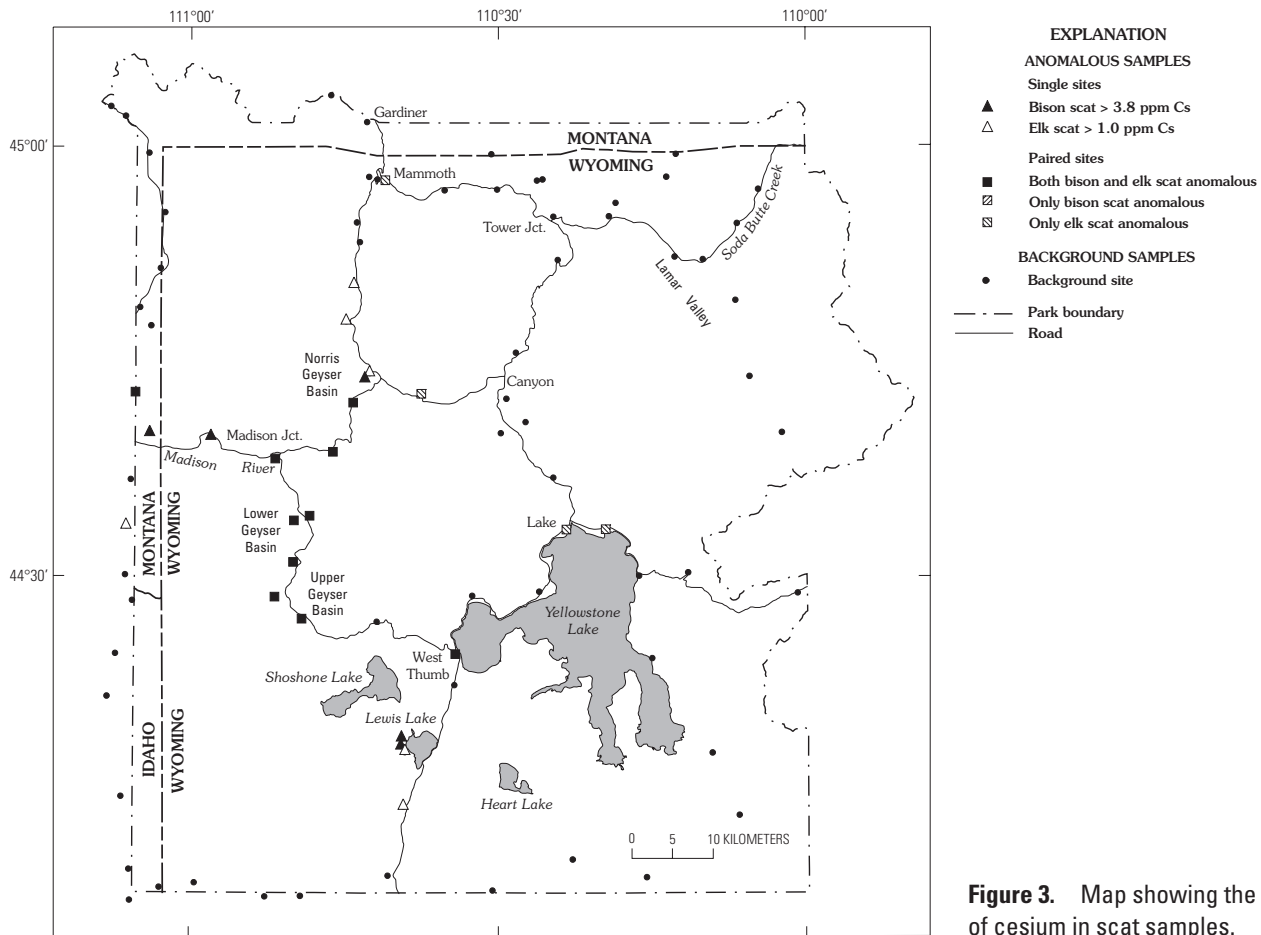 111°00′
110°30′
110°00′
45°00′
44°30′
Gardiner
MONTANA
WYOMING
Mammoth
Tower Jct.
Soda Butte Creek
Lamar Valley
Norris
Geyser
Basin
Canyon
Madison Jct.
Madison
River
MONTANA
WYOMING
Lower
Geyser
Basin
Lake
Upper
Geyser
Basin
Yellowstone
Lake
West
Thumb
Shoshone Lake
Lewis Lake
IDAHO
WYOMING
Heart Lake
0 5 10 KILOMETERS
EXPLANATION
ANOMALOUS SAMPLES
Single sites
Bison scat > 3.8 ppm Cs
Elk scat > 1.0 ppm Cs
Paired sites
Both bison and elk scat anomalous
Only bison scat anomalous
Only elk scat anomalous
BACKGROUND SAMPLES
Background site
Park boundary
Road
Figure 3. Map showing the
of cesium in scat samples.